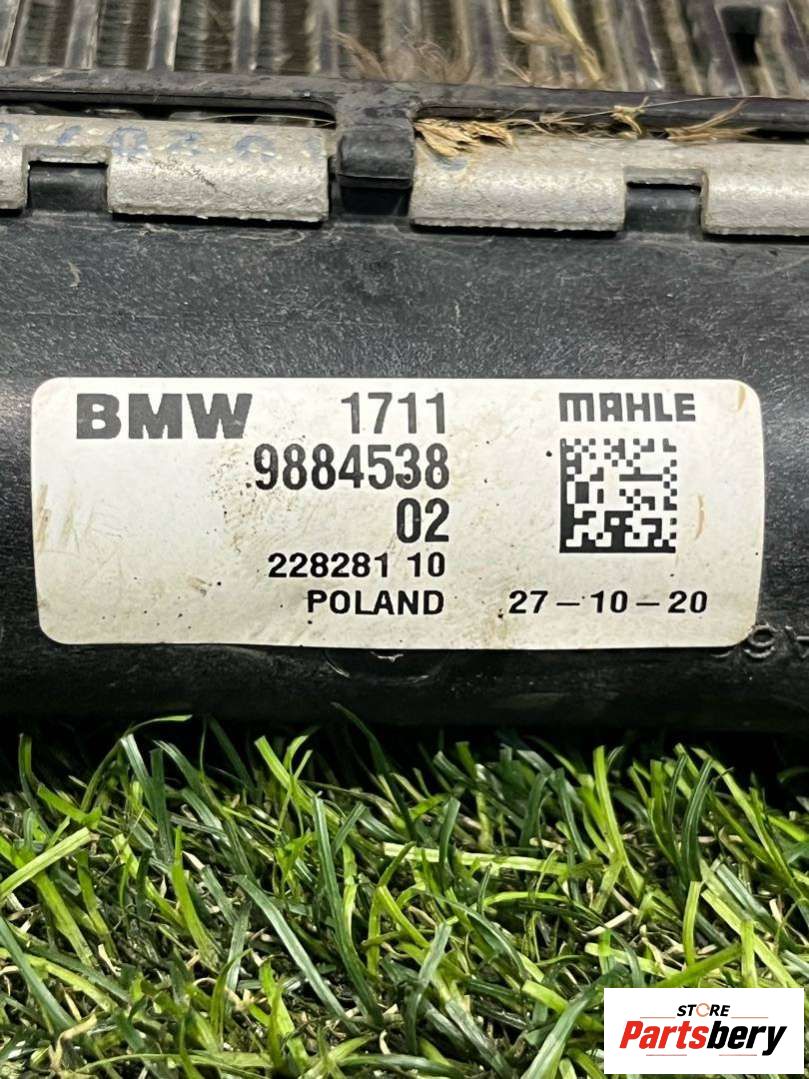 BMW 1711 MAHLE
9884538
02
228281 10
POLAND 27-10-20
STORE
Partsbery